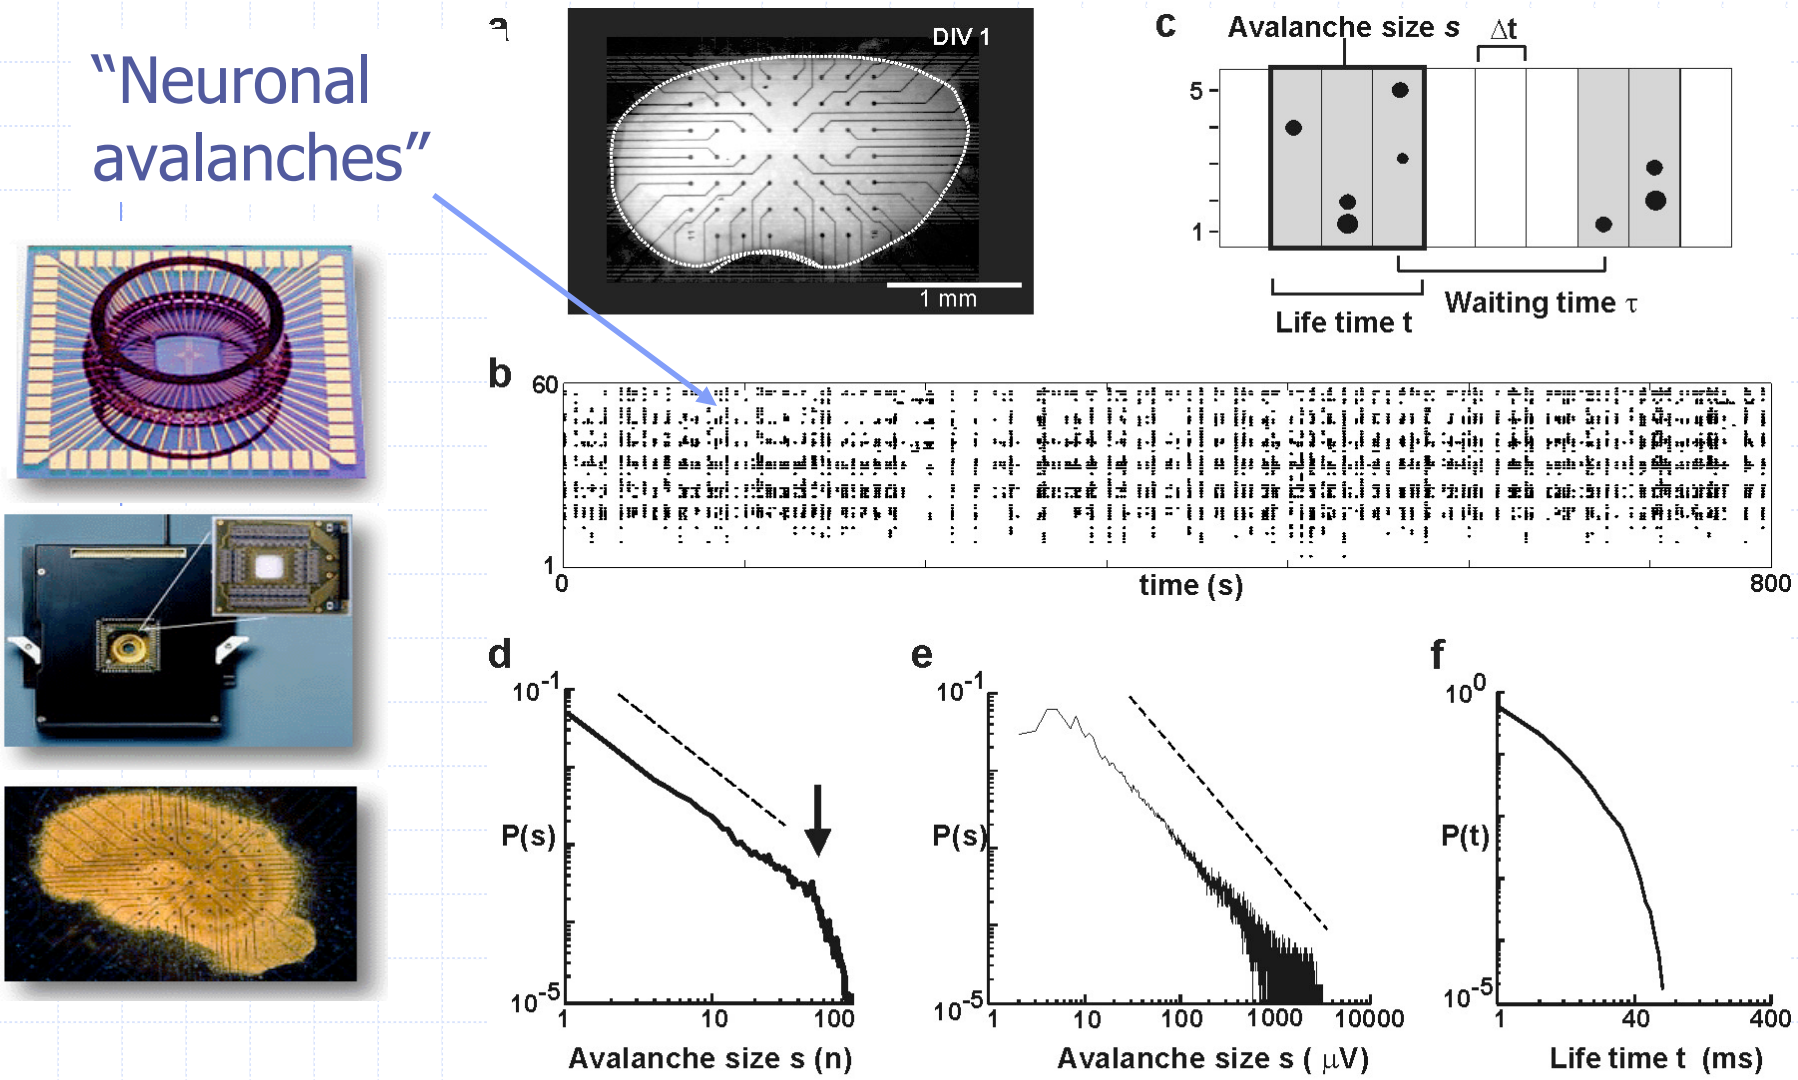 “Neuronal
avalanches”
a
DIV 1
1 mm
c
Avalanche size s
Δt
5
1
Life time t
Waiting time τ
b
60
1
0
time (s)
800
d
10-1
P(s)
10-5
1
10
100
Avalanche size s (n)
e
10-1
P(s)
10-5
1
10
100
1000
10000
Avalanche size s ( μV)
f
100
P(t)
10-5
1
40
400
Life time t (ms)